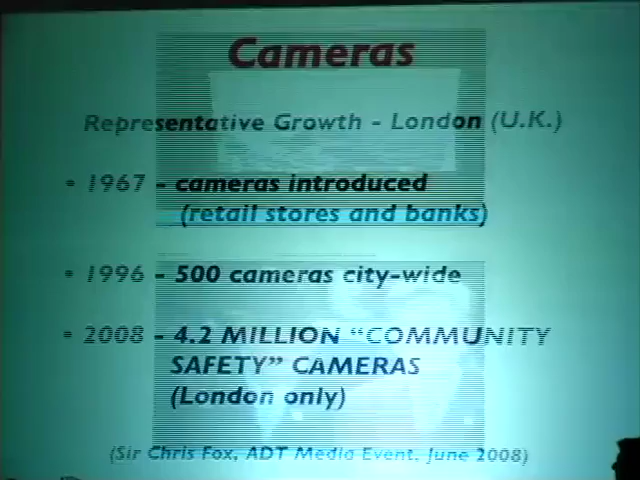 Cameras
Representative Growth - London (U.K.)
• 1967 - cameras introduced
(retail stores and banks)
• 1996 - 500 cameras city-wide
• 2008 - 4.2 MILLION “COMMUNITY
SAFETY” CAMERAS
(London only)
(Sir Chris Fox, ADT Media Event, June 2008)